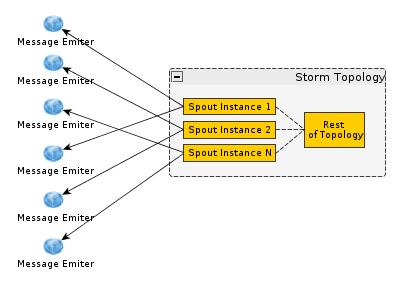 Message Emiter
Message Emiter
Message Emiter
Message Emiter
Message Emiter
Message Emiter
Storm Topology
Spout Instance 1
Spout Instance 2
Spout Instance N
Rest
of Topology